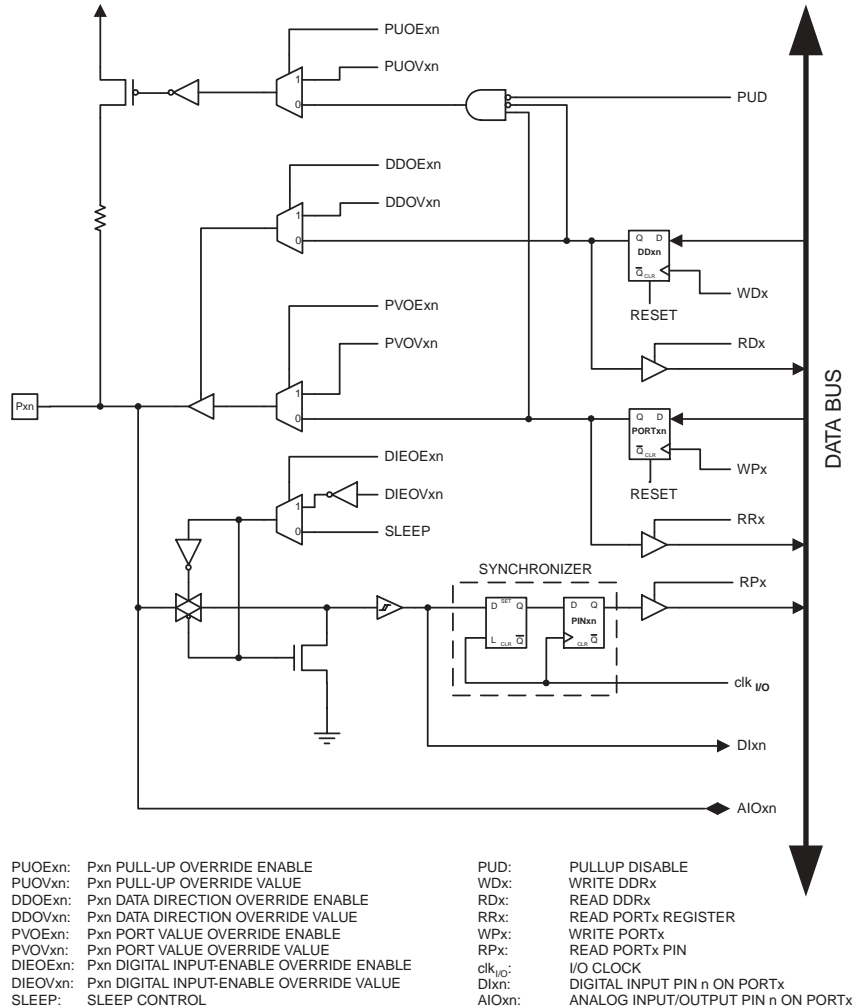 PUOExn
PUOVxn
1
0
PUD
DDOExn
DDOVxn
1
0
Q D
DDxn
Q CLR
WDx
RESET
RDx
PVOExn
PVOVxn
1
0
Pxn
Q D
PORTxn
Q CLR
WPx
RESET
DATA BUS
DIEOExn
DIEOVxn
1
0
SLEEP
RRx
SYNCHRONIZER
RPx
D SET Q
L CLR Q
D Q
PINxn
CLR Q
clk I/O
DIxn
AIOxn
PUOExn: Pxn PULL-UP OVERRIDE ENABLE
PUOVxn: Pxn PULL-UP OVERRIDE VALUE
DDOExn: Pxn DATA DIRECTION OVERRIDE ENABLE
DDOVxn: Pxn DATA DIRECTION OVERRIDE VALUE
PVOExn: Pxn PORT VALUE OVERRIDE ENABLE
PVOVxn: Pxn PORT VALUE OVERRIDE VALUE
DIEOExn: Pxn DIGITAL INPUT-ENABLE OVERRIDE ENABLE
DIEOVxn: Pxn DIGITAL INPUT-ENABLE OVERRIDE VALUE
SLEEP: SLEEP CONTROL
PUD: PULLUP DISABLE
WDx: WRITE DDRx
RDx: READ DDRx
RRx: READ PORTx REGISTER
WPx: WRITE PORTx
RPx: READ PORTx PIN
clkI/O: I/O CLOCK
DIxn: DIGITAL INPUT PIN n ON PORTx
AIOxn: ANALOG INPUT/OUTPUT PIN n ON PORTx